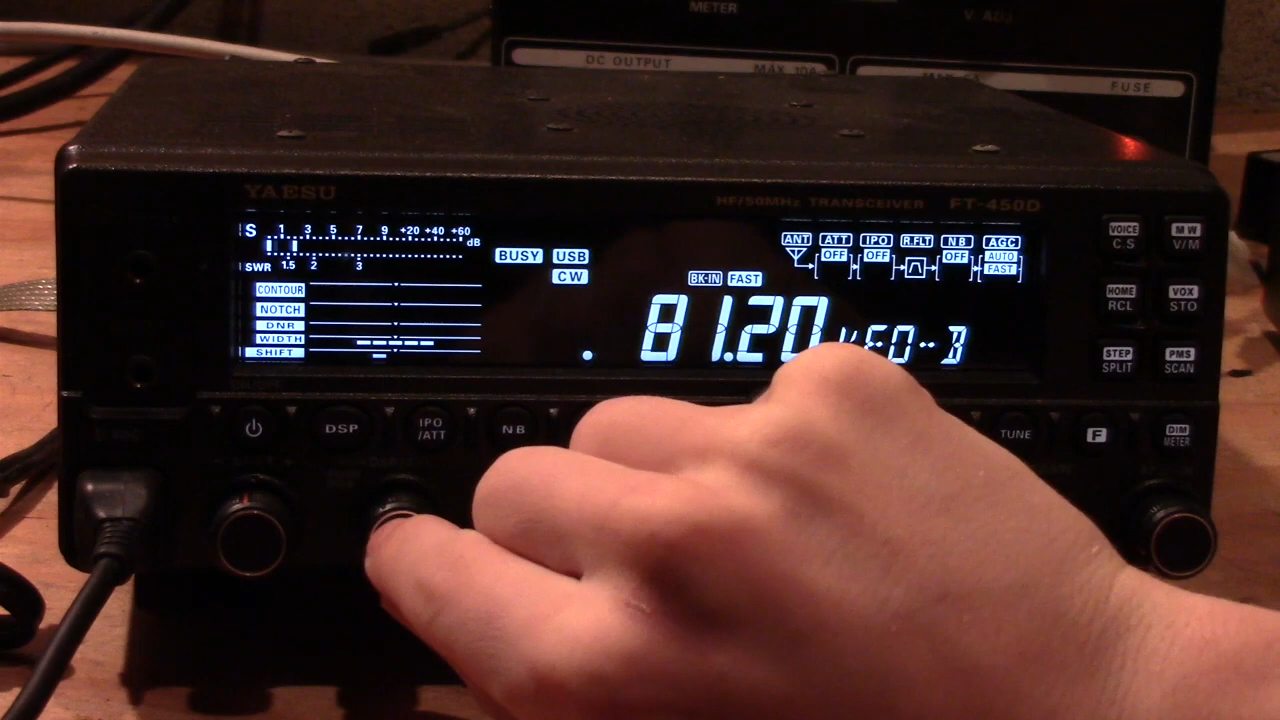 METER
V. ADJ
DC OUTPUT
MAX 10A
FUSE
YAESU
HF/50MHz TRANSCEIVER FT-450D
S 1 3 5 7 9 +20 +40 +60 dB
SWR 1.5 2 3
BUSY USB
CW
ANT ATT IPO R.FLT NB AGC
OFF OFF OFF AUTO
FAST
BK-IN FAST
CONTOUR
NOTCH
DNR
WIDTH
SHIFT
. 81.20 VFO-B
VOICE
C.S
M W
V/M
HOME
RCL
VOX
STO
STEP
SPLIT
PMS
SCAN
DSP
IPO
/ATT
NB
TUNE
F
DIM
METER